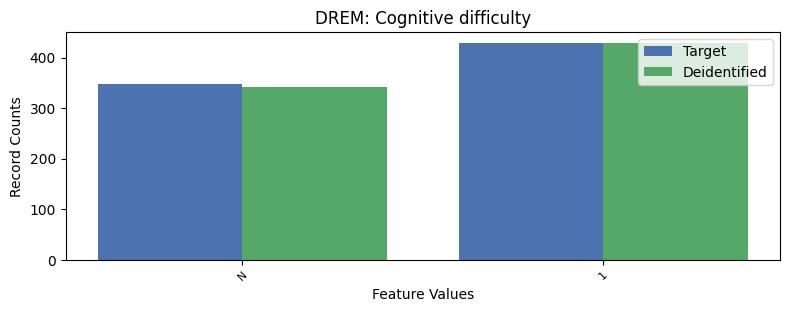 DREM: Cognitive difficulty
Target
Deidentified
Record Counts
400
300
200
100
0
N
1
Feature Values